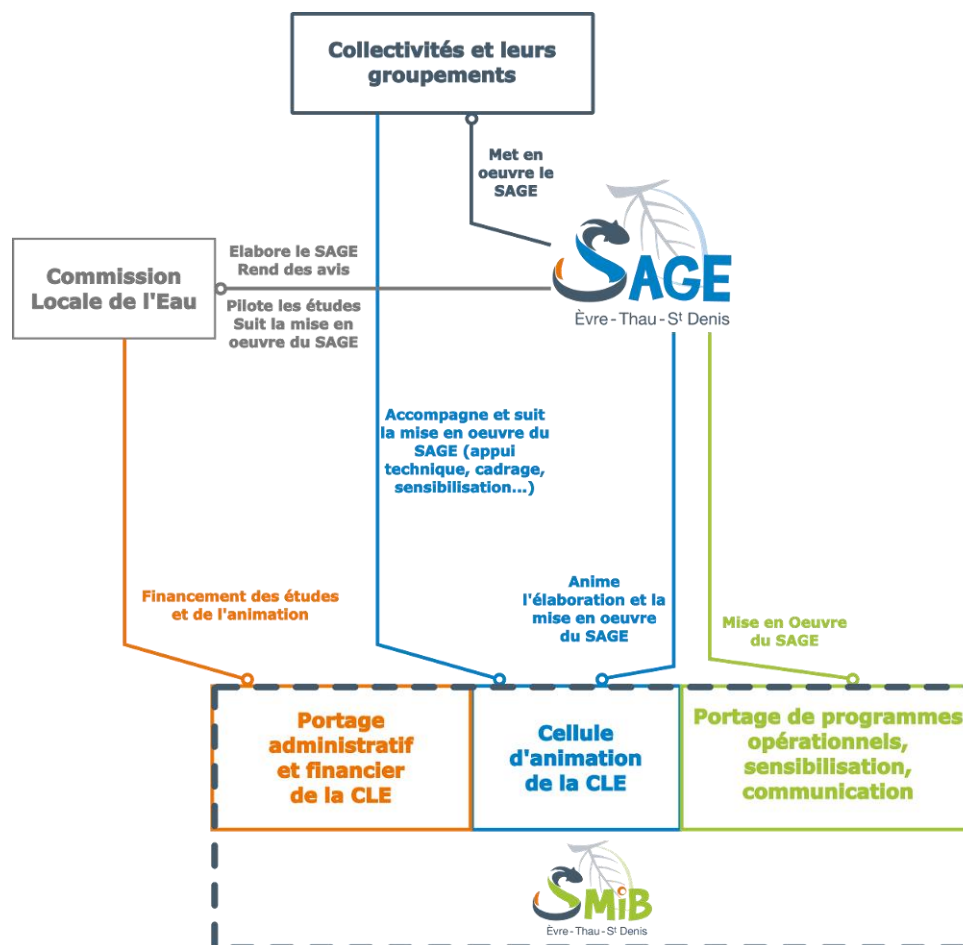 Collectivités et leurs
groupements
Met en
oeuvre le
SAGE
SAGE
Èvre - Thau - Sᵗ Denis
Commission
Locale de l'Eau
Elabore le SAGE
Rend des avis
Pilote les études
Suit la mise en
oeuvre du SAGE
Accompagne et suit
la mise en oeuvre du
SAGE (appui
technique, cadrage,
sensibilisation...)
Financement des études
et de l'animation
Anime
l'élaboration et la
mise en oeuvre
du SAGE
Mise en Oeuvre
du SAGE
Portage
administratif
et financier
de la CLE
Cellule
d'animation
de la CLE
Portage de programmes
opérationnels,
sensibilisation,
communication
SMiB
Èvre - Thau - Sᵗ Denis